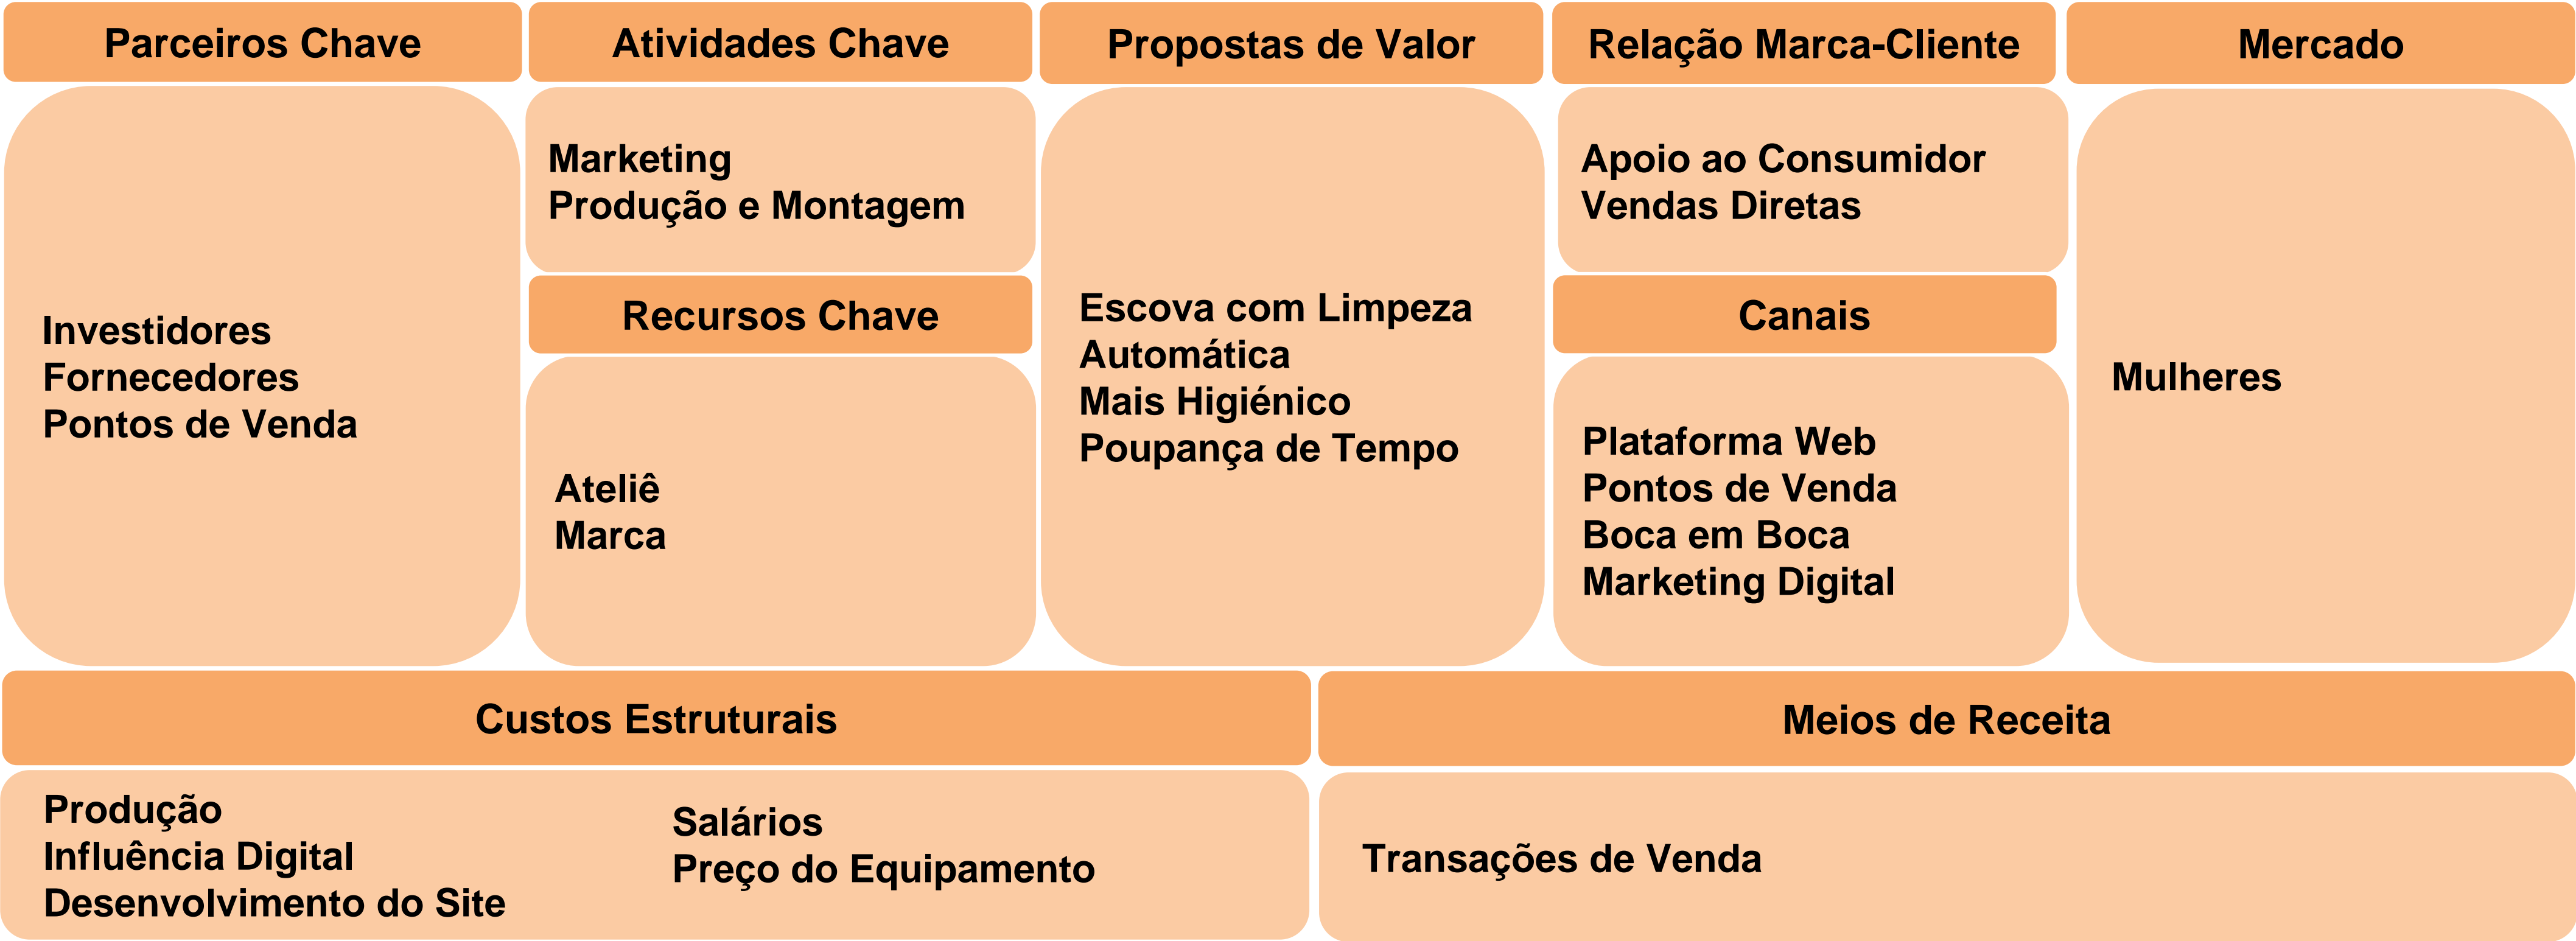 Parceiros Chave
Investidores
Fornecedores
Pontos de Venda
Atividades Chave
Marketing
Produção e Montagem
Recursos Chave
Ateliê
Marca
Propostas de Valor
Escova com Limpeza
Automática
Mais Higiénico
Poupança de Tempo
Relação Marca-Cliente
Apoio ao Consumidor
Vendas Diretas
Canais
Plataforma Web
Pontos de Venda
Boca em Boca
Marketing Digital
Mercado
Mulheres
Custos Estruturais
Produção
Influência Digital
Desenvolvimento do Site
Salários
Preço do Equipamento
Meios de Receita
Transações de Venda